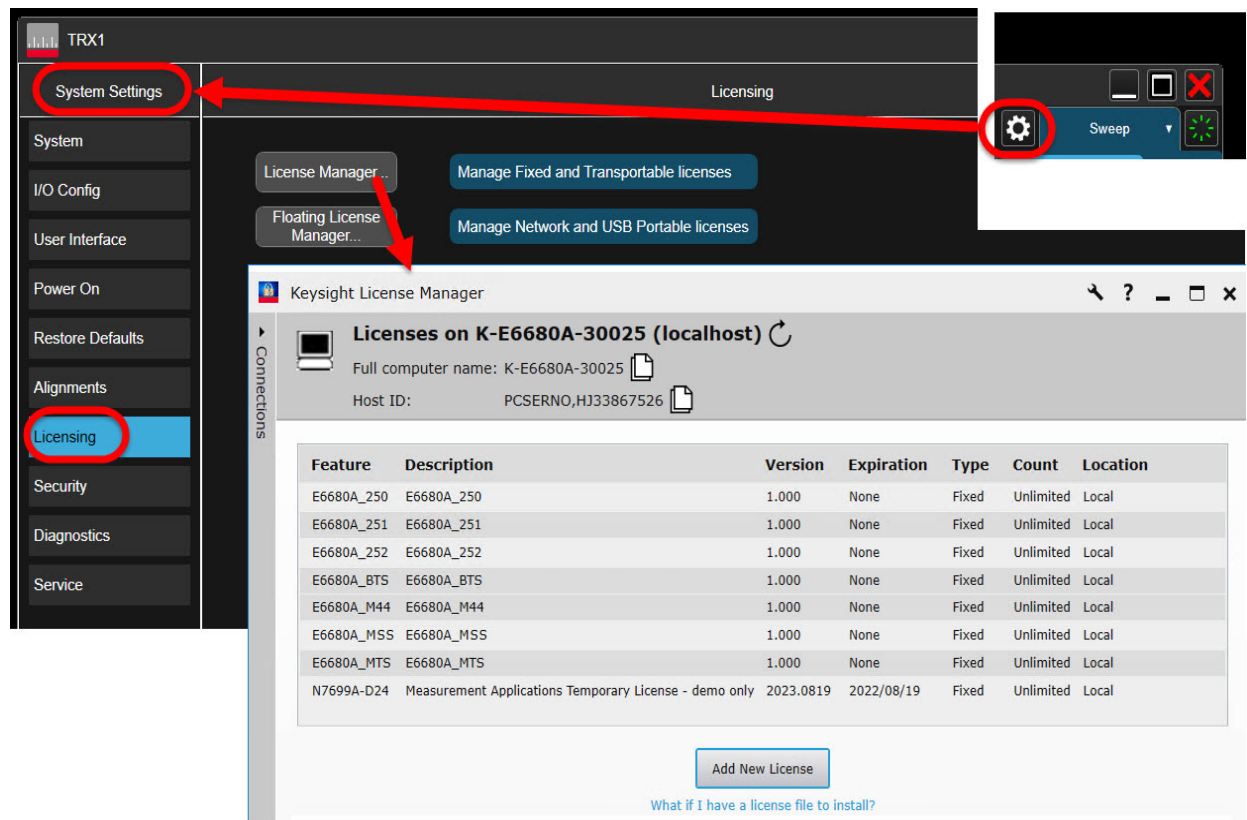 TRX1
System Settings
Licensing
Sweep
System
I/O Config
User Interface
Power On
Restore Defaults
Alignments
Licensing
Security
Diagnostics
Service
License Manager...
Manage Fixed and Transportable licenses
Floating License
Manager...
Manage Network and USB Portable licenses
Keysight License Manager
?
Connections
Licenses on K-E6680A-30025 (localhost)
Full computer name: K-E6680A-30025
Host ID: PCSERNO,HJ33867526
Feature Description Version Expiration Type Count Location
E6680A_250 E6680A_250 1.000 None Fixed Unlimited Local
E6680A_251 E6680A_251 1.000 None Fixed Unlimited Local
E6680A_252 E6680A_252 1.000 None Fixed Unlimited Local
E6680A_BTS E6680A_BTS 1.000 None Fixed Unlimited Local
E6680A_M44 E6680A_M44 1.000 None Fixed Unlimited Local
E6680A_MSS E6680A_MSS 1.000 None Fixed Unlimited Local
E6680A_MTS E6680A_MTS 1.000 None Fixed Unlimited Local
N7699A-D24 Measurement Applications Temporary License - demo only 2023.0819 2022/08/19 Fixed Unlimited Local
Add New License
What if I have a license file to install?